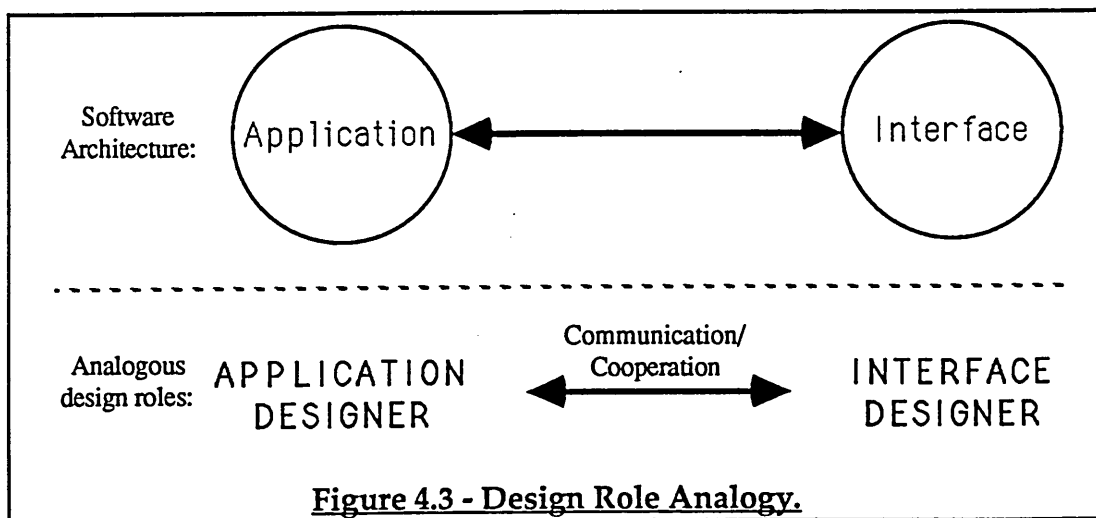 Software
Architecture:
Application
Interface
Analogous
design roles:
APPLICATION
DESIGNER
Communication/
Cooperation
INTERFACE
DESIGNER
Figure 4.3 - Design Role Analogy.